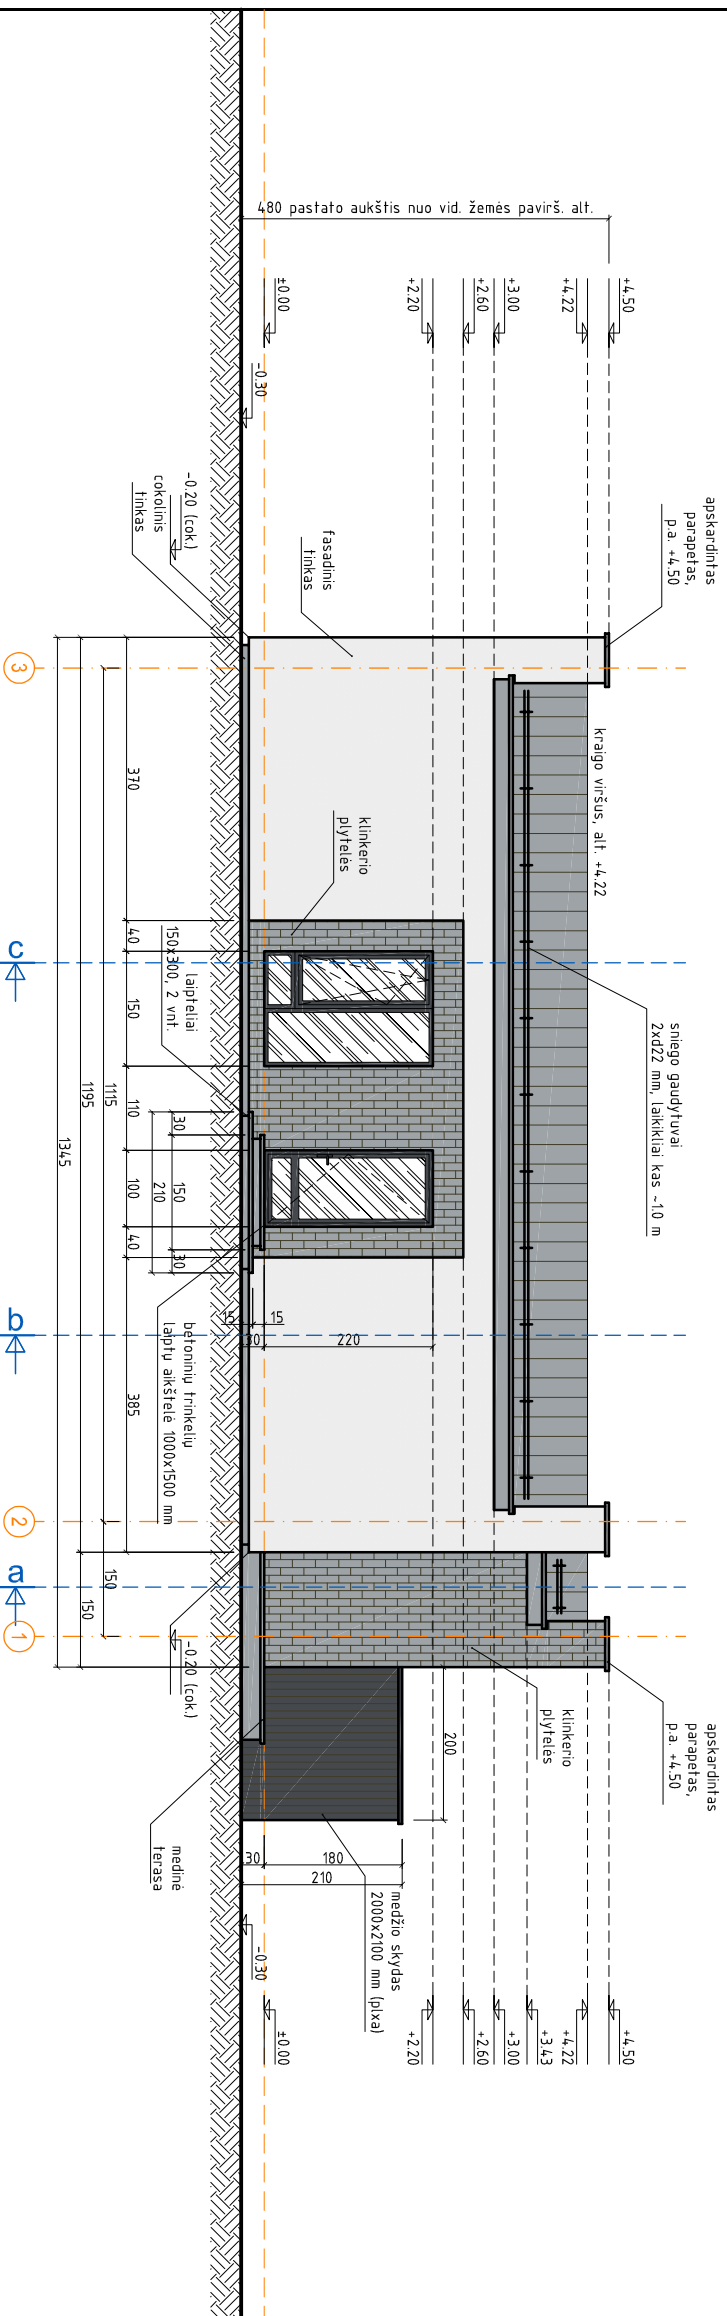 480 pastato aukštis nuo vid. žemės pavirš. alt.
+4.50
+4.22
+3.00
+2.60
+2.20
±0.00
-0.30
apskardintas
parapetas,
p.a. +4.50
fasadinis
tinkas
-0.20 (cok.)
cokolinis
tinkas
kraigo viršus, alt. +4.22
sniego gaudytuvai
2xd22 mm, laikikliai kas ~1.0 m
klinkerio
plytelės
laipteliai
150x300, 2 vnt.
betoninių trinkelių
laiptų aikštelė 1000x1500 mm
15
15
30
220
apskardintas
parapetas,
p.a. +4.50
klinkerio
plytelės
200
30
180
210
medžio skydas
2000x2100 mm (plxa)
-0.20 (cok.)
medinė
terasa
-0.30
+4.50
+4.22
+3.43
+3.00
+2.60
+2.20
±0.00
30
150
30
210
370
40
150
110
100
40
385
1115
150
1195
150
1345
3
c
b
2
a
1